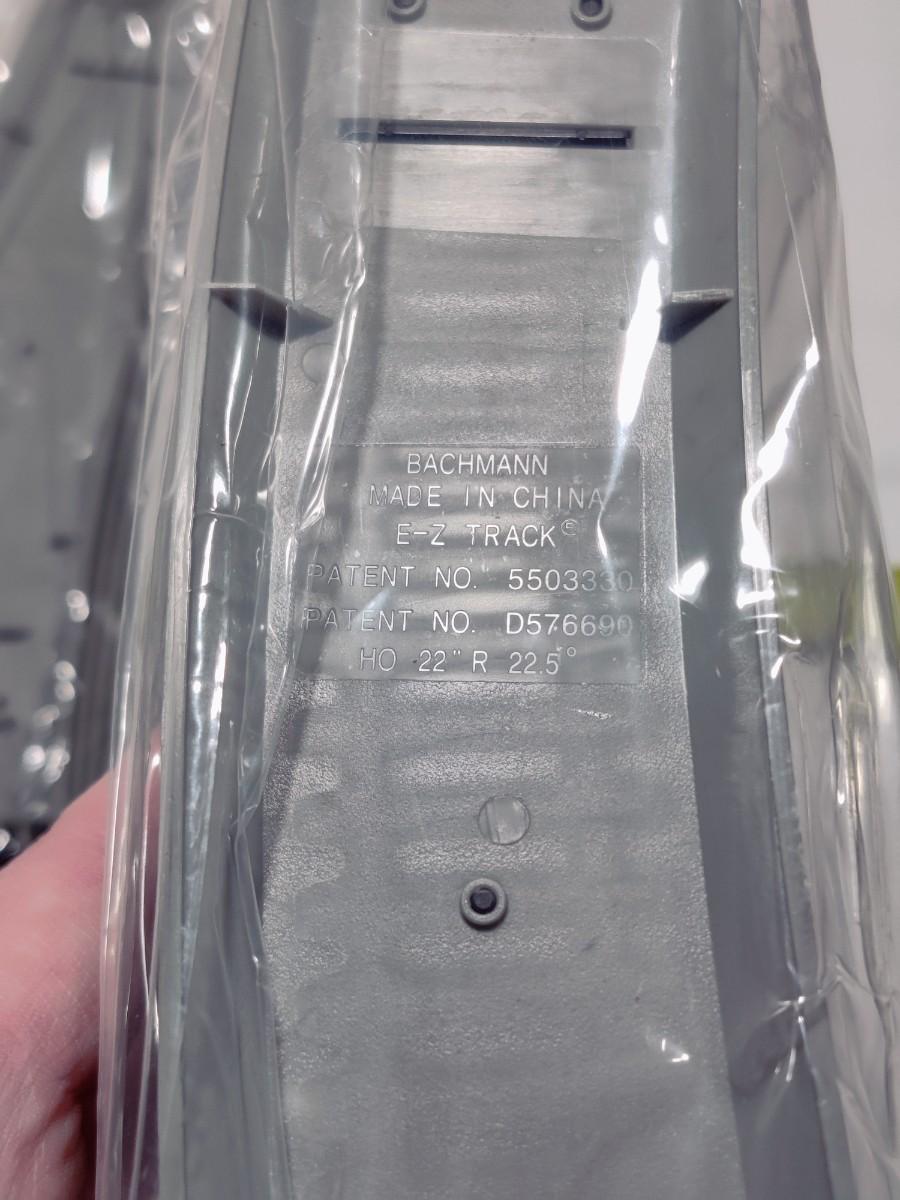 BACHMANN
MADE IN CHINA
E-Z TRACK®
PATENT NO. 5503330
PATENT NO. D576690
HO 22" R 22.5°